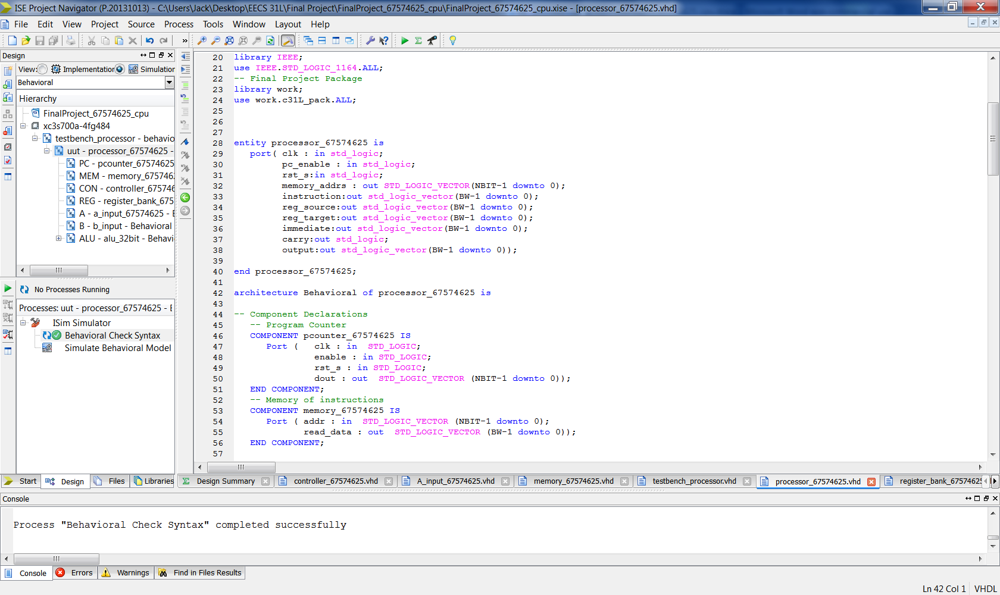 ISE Project Navigator (P.20131013) - C:\Users\Jack\Desktop\EECS 31L\Final Project\FinalProject_67574625_cpu\FinalProject_67574625_cpu.xise - [processor_67574625.vhd]
File Edit View Project Source Process Tools Window Layout Help
Design
View: Implementation Simulation
Behavioral
Hierarchy
FinalProject_67574625_cpu
xc3s700a-4fg484
testbench_processor - behavio
uut - processor_67574625 -
PC - pcounter_67574625
MEM - memory_6757462
CON - controller_675746
REG - register_bank_675
A - a_input_67574625 - B
B - b_input - Behavioral
ALU - alu_32bit - Behavi
No Processes Running
Processes: uut - processor_67574625 - B
ISim Simulator
Behavioral Check Syntax
Simulate Behavioral Model
Start Design Files Libraries
20 library IEEE;
21 use IEEE.STD_LOGIC_1164.ALL;
22 -- Final Project Package
23 library work;
24 use work.c31L_pack.ALL;
25
26
27
28 entity processor_67574625 is
29 port( clk : in std_logic;
30 pc_enable : in std_logic;
31 rst_s:in std_logic;
32 memory_addrs : out STD_LOGIC_VECTOR(NBIT-1 downto 0);
33 instruction:out std_logic_vector(BW-1 downto 0);
34 reg_source:out std_logic_vector(BW-1 downto 0);
35 reg_target:out std_logic_vector(BW-1 downto 0);
36 immediate:out std_logic_vector(BW-1 downto 0);
37 carry:out std_logic;
38 output:out std_logic_vector(BW-1 downto 0));
39
40 end processor_67574625;
41
42 architecture Behavioral of processor_67574625 is
43
44 -- Component Declarations
45 -- Program Counter
46 COMPONENT pcounter_67574625 IS
47 Port ( clk : in STD_LOGIC;
48 enable : in STD_LOGIC;
49 rst_s : in STD_LOGIC;
50 dout : out STD_LOGIC_VECTOR (NBIT-1 downto 0));
51 END COMPONENT;
52 -- Memory of instructions
53 COMPONENT memory_67574625 IS
54 Port ( addr : in STD_LOGIC_VECTOR (NBIT-1 downto 0);
55 read_data : out STD_LOGIC_VECTOR (BW-1 downto 0));
56 END COMPONENT;
57
Design Summary controller_67574625.vhd A_input_67574625.vhd memory_67574625.vhd testbench_processor.vhd processor_67574625.vhd register_bank_6757462
Console
Process "Behavioral Check Syntax" completed successfully
Console Errors Warnings Find in Files Results
Ln 42 Col 1 VHDL